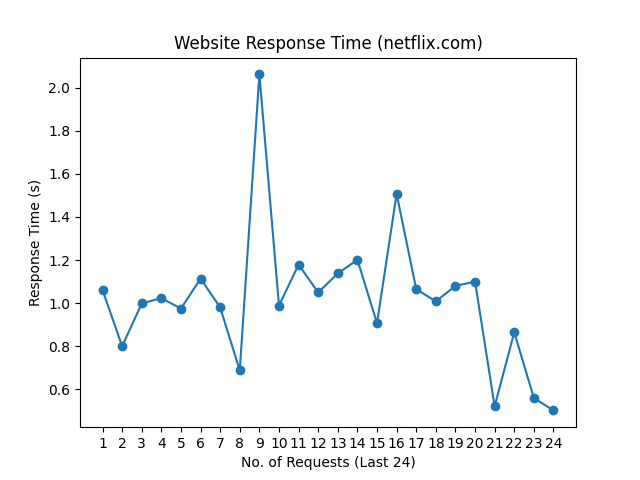 Website Response Time (netflix.com)
Response Time (s)
2.0
1.8
1.6
1.4
1.2
1.0
0.8
0.6
1 2 3 4 5 6 7 8 9 10 11 12 13 14 15 16 17 18 19 20 21 22 23 24
No. of Requests (Last 24)